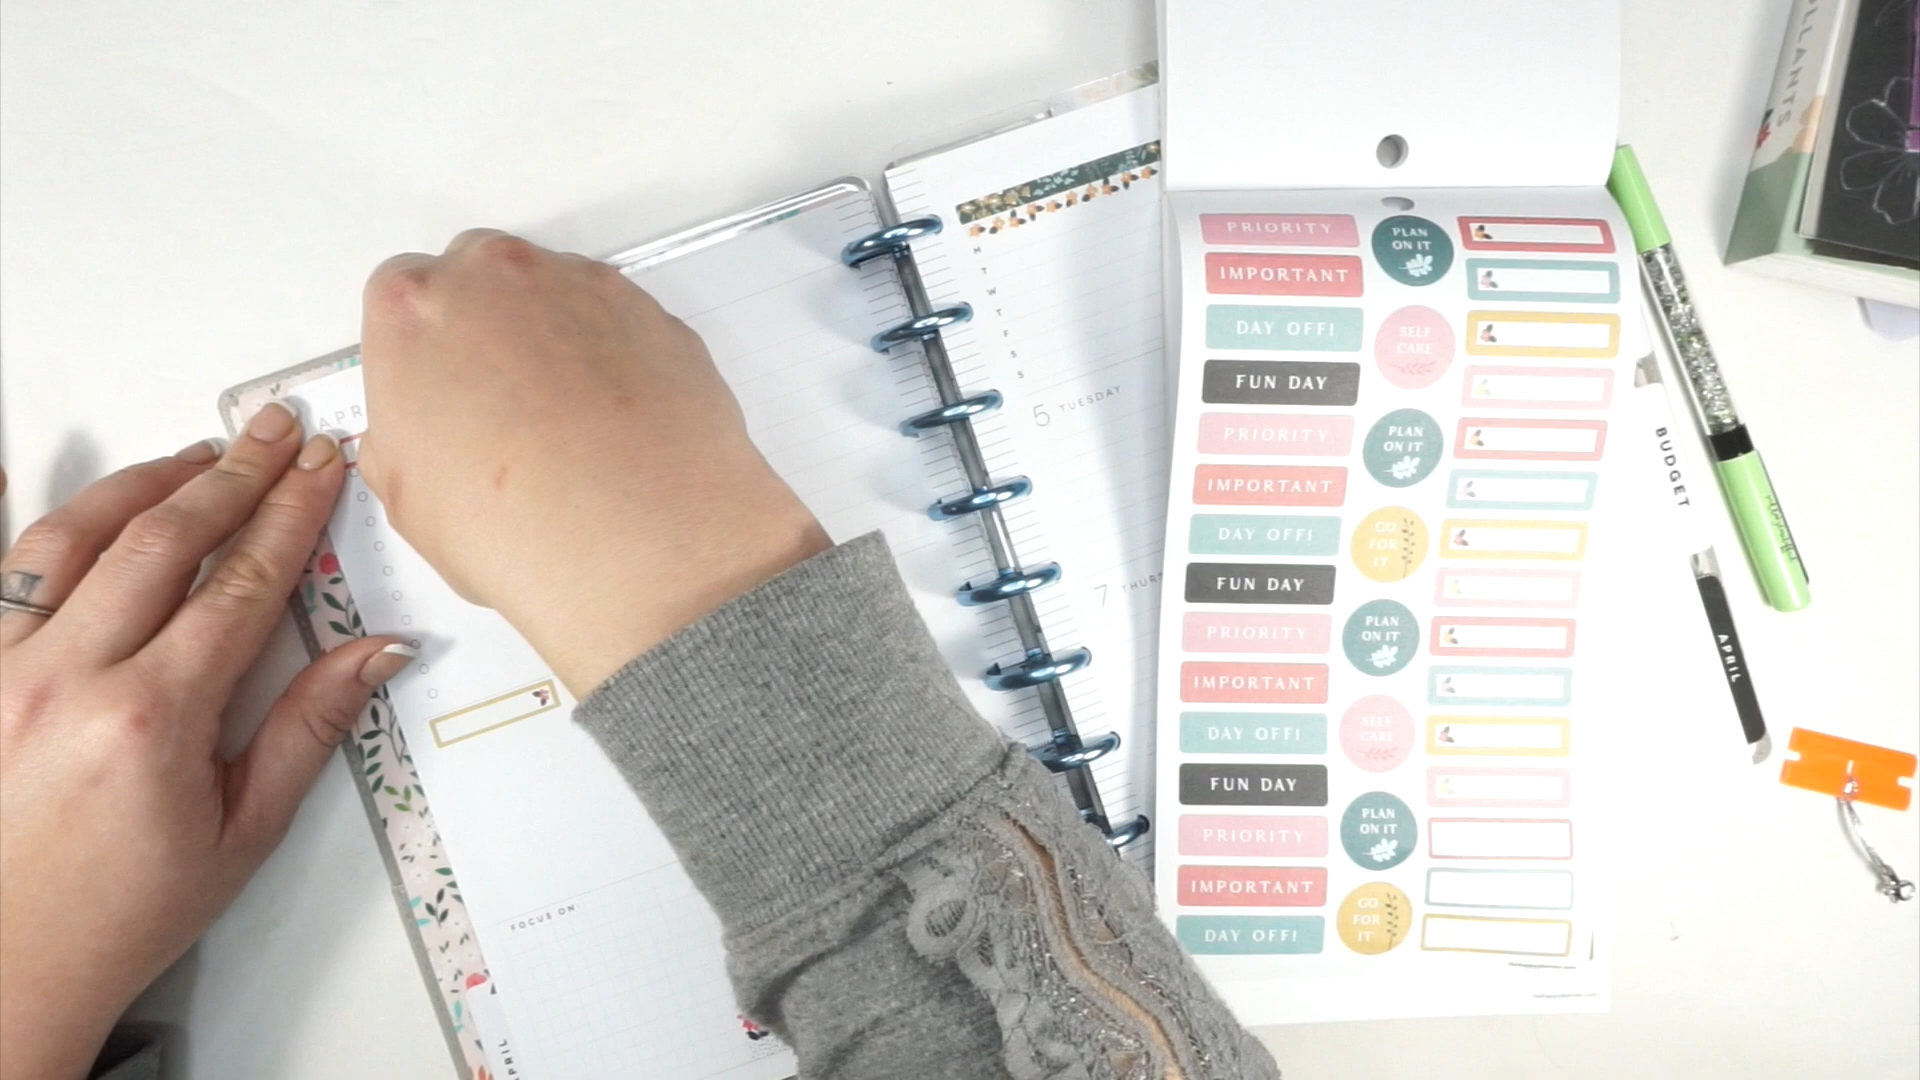 APR
M
T
W
T
F
S
S
5 TUESDAY
7 THURS
FOCUS ON
APRIL
PRIORITY
IMPORTANT
DAY OFF!
FUN DAY
PRIORITY
IMPORTANT
DAY OFF!
FUN DAY
PRIORITY
IMPORTANT
DAY OFF!
FUN DAY
PRIORITY
IMPORTANT
DAY OFF!
PLAN
ON IT
SELF
CARE
PLAN
ON IT
GO
FOR
IT
PLAN
ON IT
SELF
CARE
PLAN
ON IT
GO
FOR
IT
BUDGET
APRIL
LLANTS